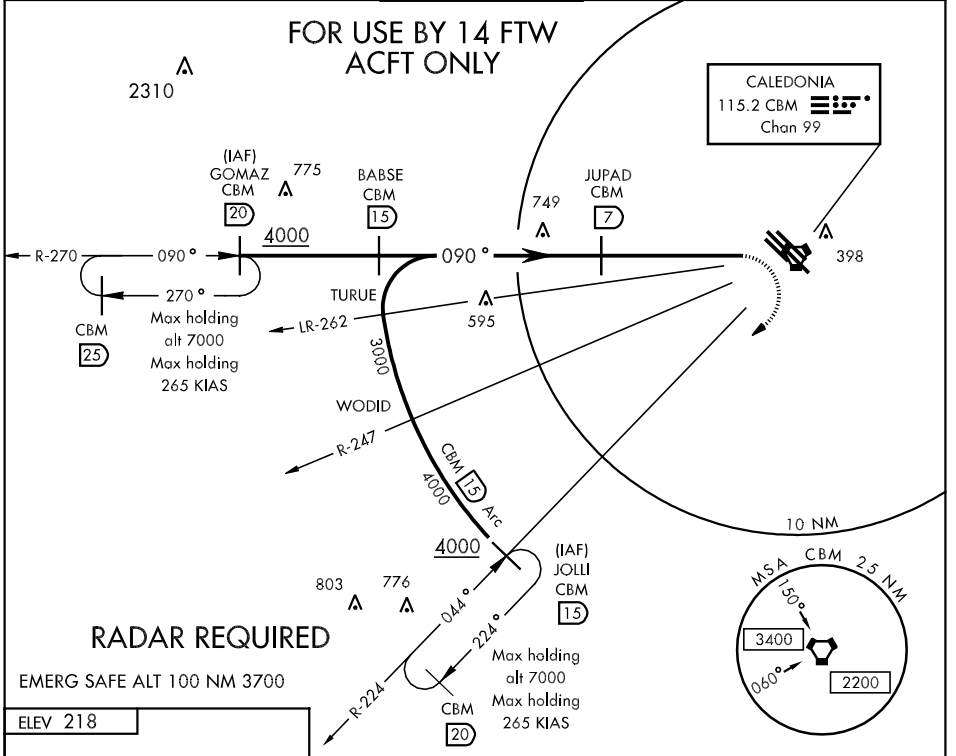 FOR USE BY 14 FTW
ACFT ONLY
2310
CALEDONIA
115.2 CBM
Chan 99
(IAF)
GOMAZ
CBM
20
775
BABSE
CBM
15
749
JUPAD
CBM
7
398
4000
R-270
090°
090°
270°
CBM
25
Max holding
alt 7000
Max holding
265 KIAS
TURUE
LR-262
595
3000
WODID
R-247
CBM 15 Arc
4000
10 NM
4000
(IAF)
JOLLI
CBM
15
803
776
044°
224°
R-224
CBM
20
Max holding
alt 7000
Max holding
265 KIAS
RADAR REQUIRED
EMERG SAFE ALT 100 NM 3700
ELEV 218
MSA CBM 25 NM
150°
3400
060°
2200